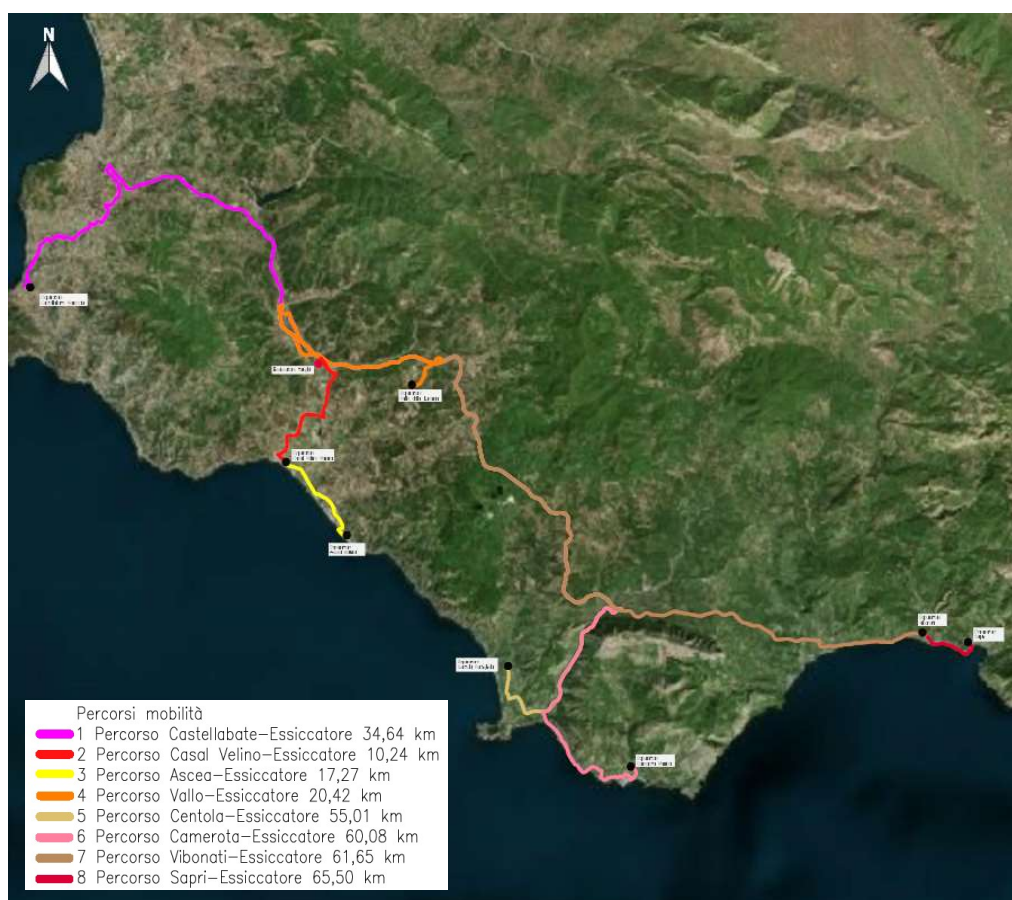 N
Percorsi mobilità
1 Percorso Castellabate-Essiccatore 34,64 km
2 Percorso Casal Velino-Essiccatore 10,24 km
3 Percorso Ascea-Essiccatore 17,27 km
4 Percorso Vallo-Essiccatore 20,42 km
5 Percorso Centola-Essiccatore 55,01 km
6 Percorso Camerota-Essiccatore 60,08 km
7 Percorso Vibonati-Essiccatore 61,65 km
8 Percorso Sapri-Essiccatore 65,50 km